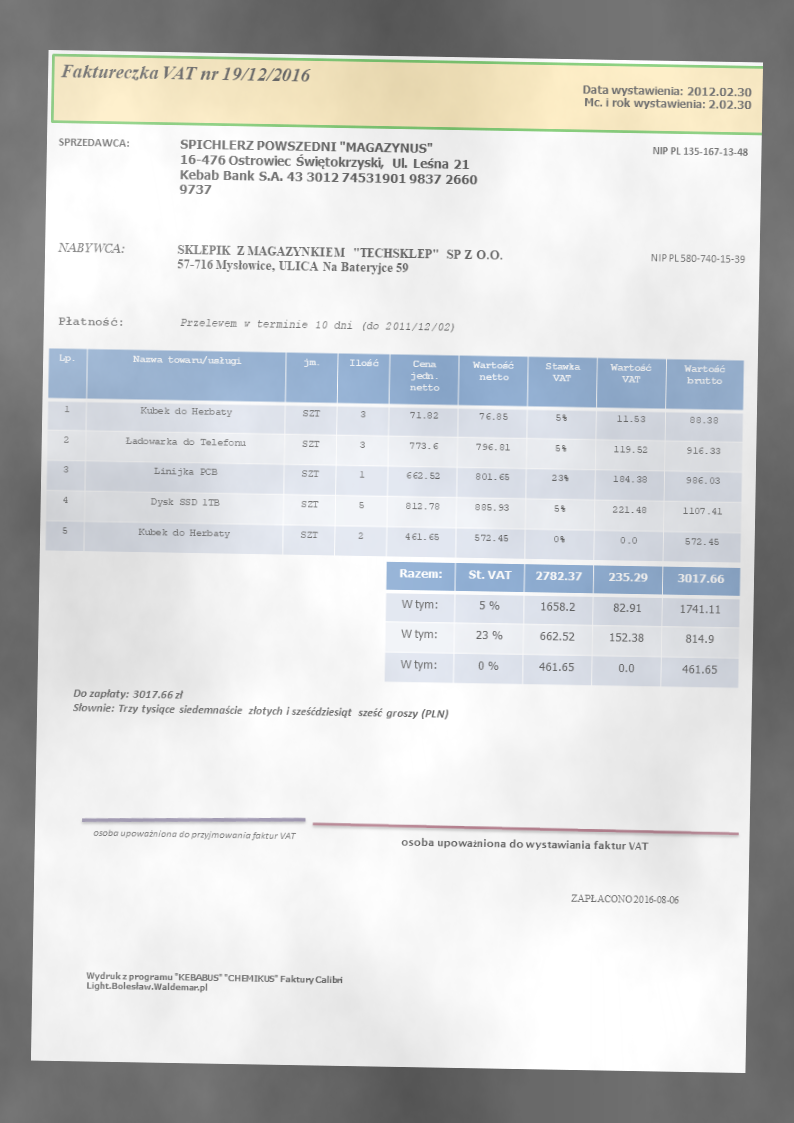 Faktureczka VAT nr 19/12/2016
Data wystawienia: 2012.02.30
Mc. i rok wystawienia: 2.02.30
SPRZEDAWCA: SPICHLERZ POWSZEDNI "MAGAZYNUS" NIP PL 135-167-13-48
16-476 Ostrowiec Świętokrzyski, Ul. Leśna 21
Kebab Bank S.A. 43 3012 74531901 9837 2660
9737
NABYWCA: SKLEPIK Z MAGAZYNKIEM "TECHSKLEP" SP Z O.O. NIP PL 580-740-15-39
57-716 Mysłowice, ULICA Na Bateryjce 59
Płatność: Przelewem w terminie 10 dni (do 2011/12/02)
Lp. Nazwa towaru/usługi jm. Ilość Cena jedn. netto Wartość netto Stawka VAT Wartość VAT Wartość brutto
1 Kubek do Herbaty SZT 3 71.82 76.85 5% 11.53 88.38
2 Ładowarka do Telefonu SZT 3 773.6 796.81 5% 119.52 916.33
3 Linijka PCB SZT 1 662.52 801.65 23% 184.38 986.03
4 Dysk SSD 1TB SZT 5 812.78 885.93 5% 221.48 1107.41
5 Kubek do Herbaty SZT 2 461.65 572.45 0% 0.0 572.45
Razem: St. VAT 2782.37 235.29 3017.66
W tym: 5 % 1658.2 82.91 1741.11
W tym: 23 % 662.52 152.38 814.9
W tym: 0 % 461.65 0.0 461.65
Do zapłaty: 3017.66 zł
Słownie: Trzy tysiące siedemnaście złotych i sześćdziesiąt sześć groszy (PLN)
osoba upoważniona do przyjmowania faktur VAT
osoba upoważniona do wystawiania faktur VAT
ZAPŁACONO 2016-08-06
Wydruk z programu "KEBABUS" "CHEMIKUS" Faktury Calibri
Light.Bolesław.Waldemar.pl